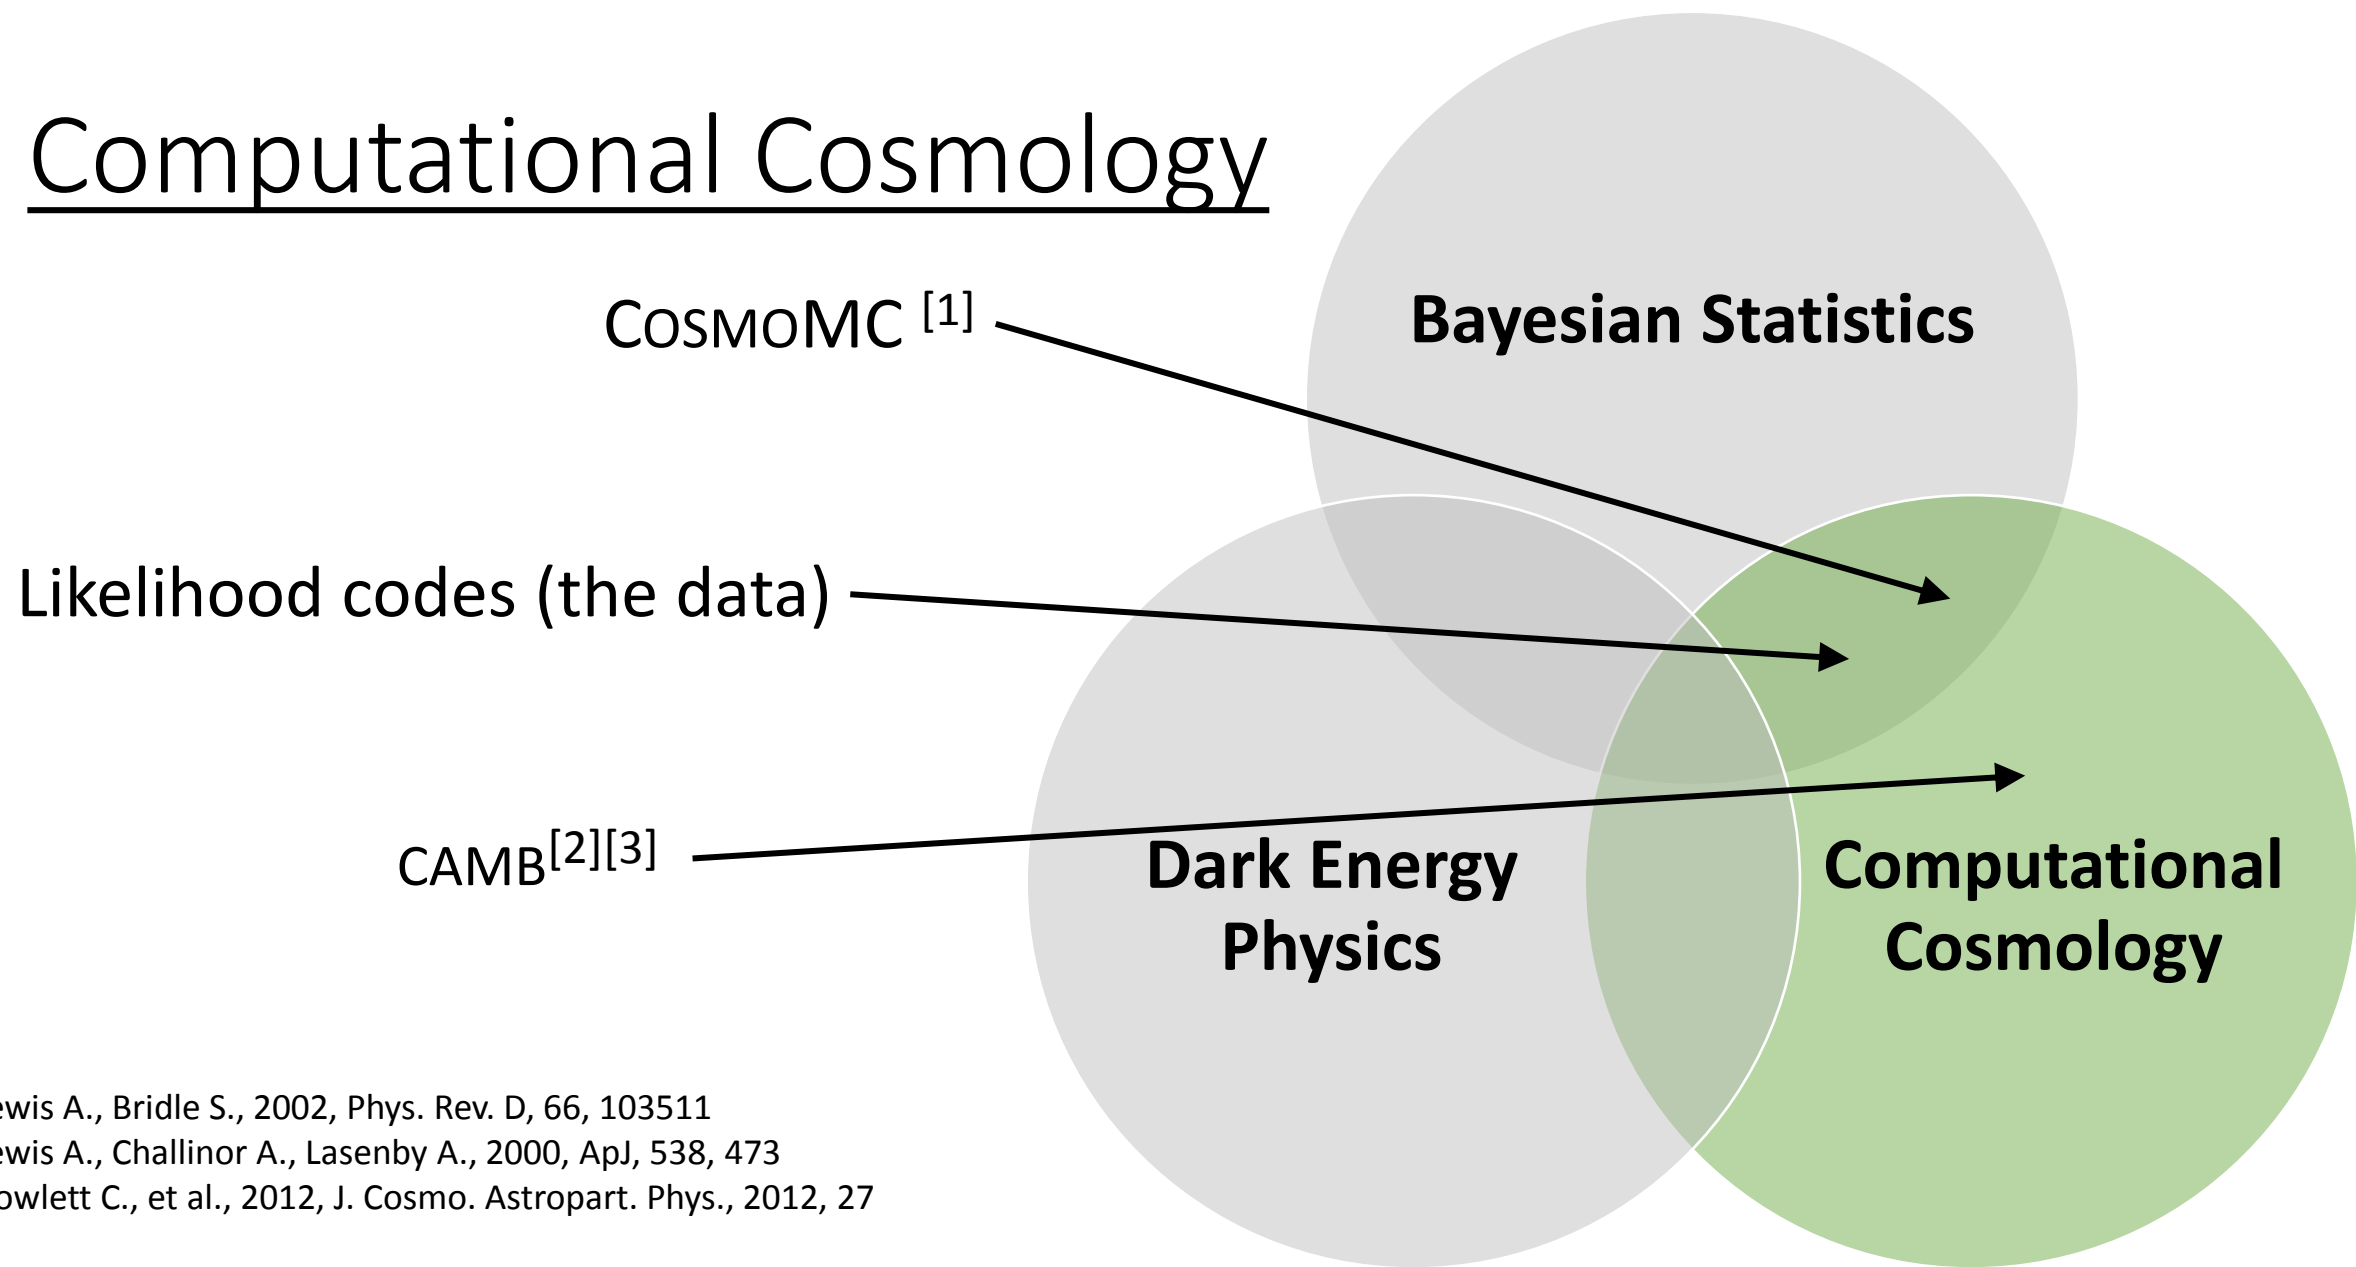 Computational Cosmology
COSMOMC [1]
Bayesian Statistics
Likelihood codes (the data)
CAMB[2][3]
Dark Energy
Physics
Computational
Cosmology
ewis A., Bridle S., 2002, Phys. Rev. D, 66, 103511
ewis A., Challinor A., Lasenby A., 2000, ApJ, 538, 473
owlett C., et al., 2012, J. Cosmo. Astropart. Phys., 2012, 27